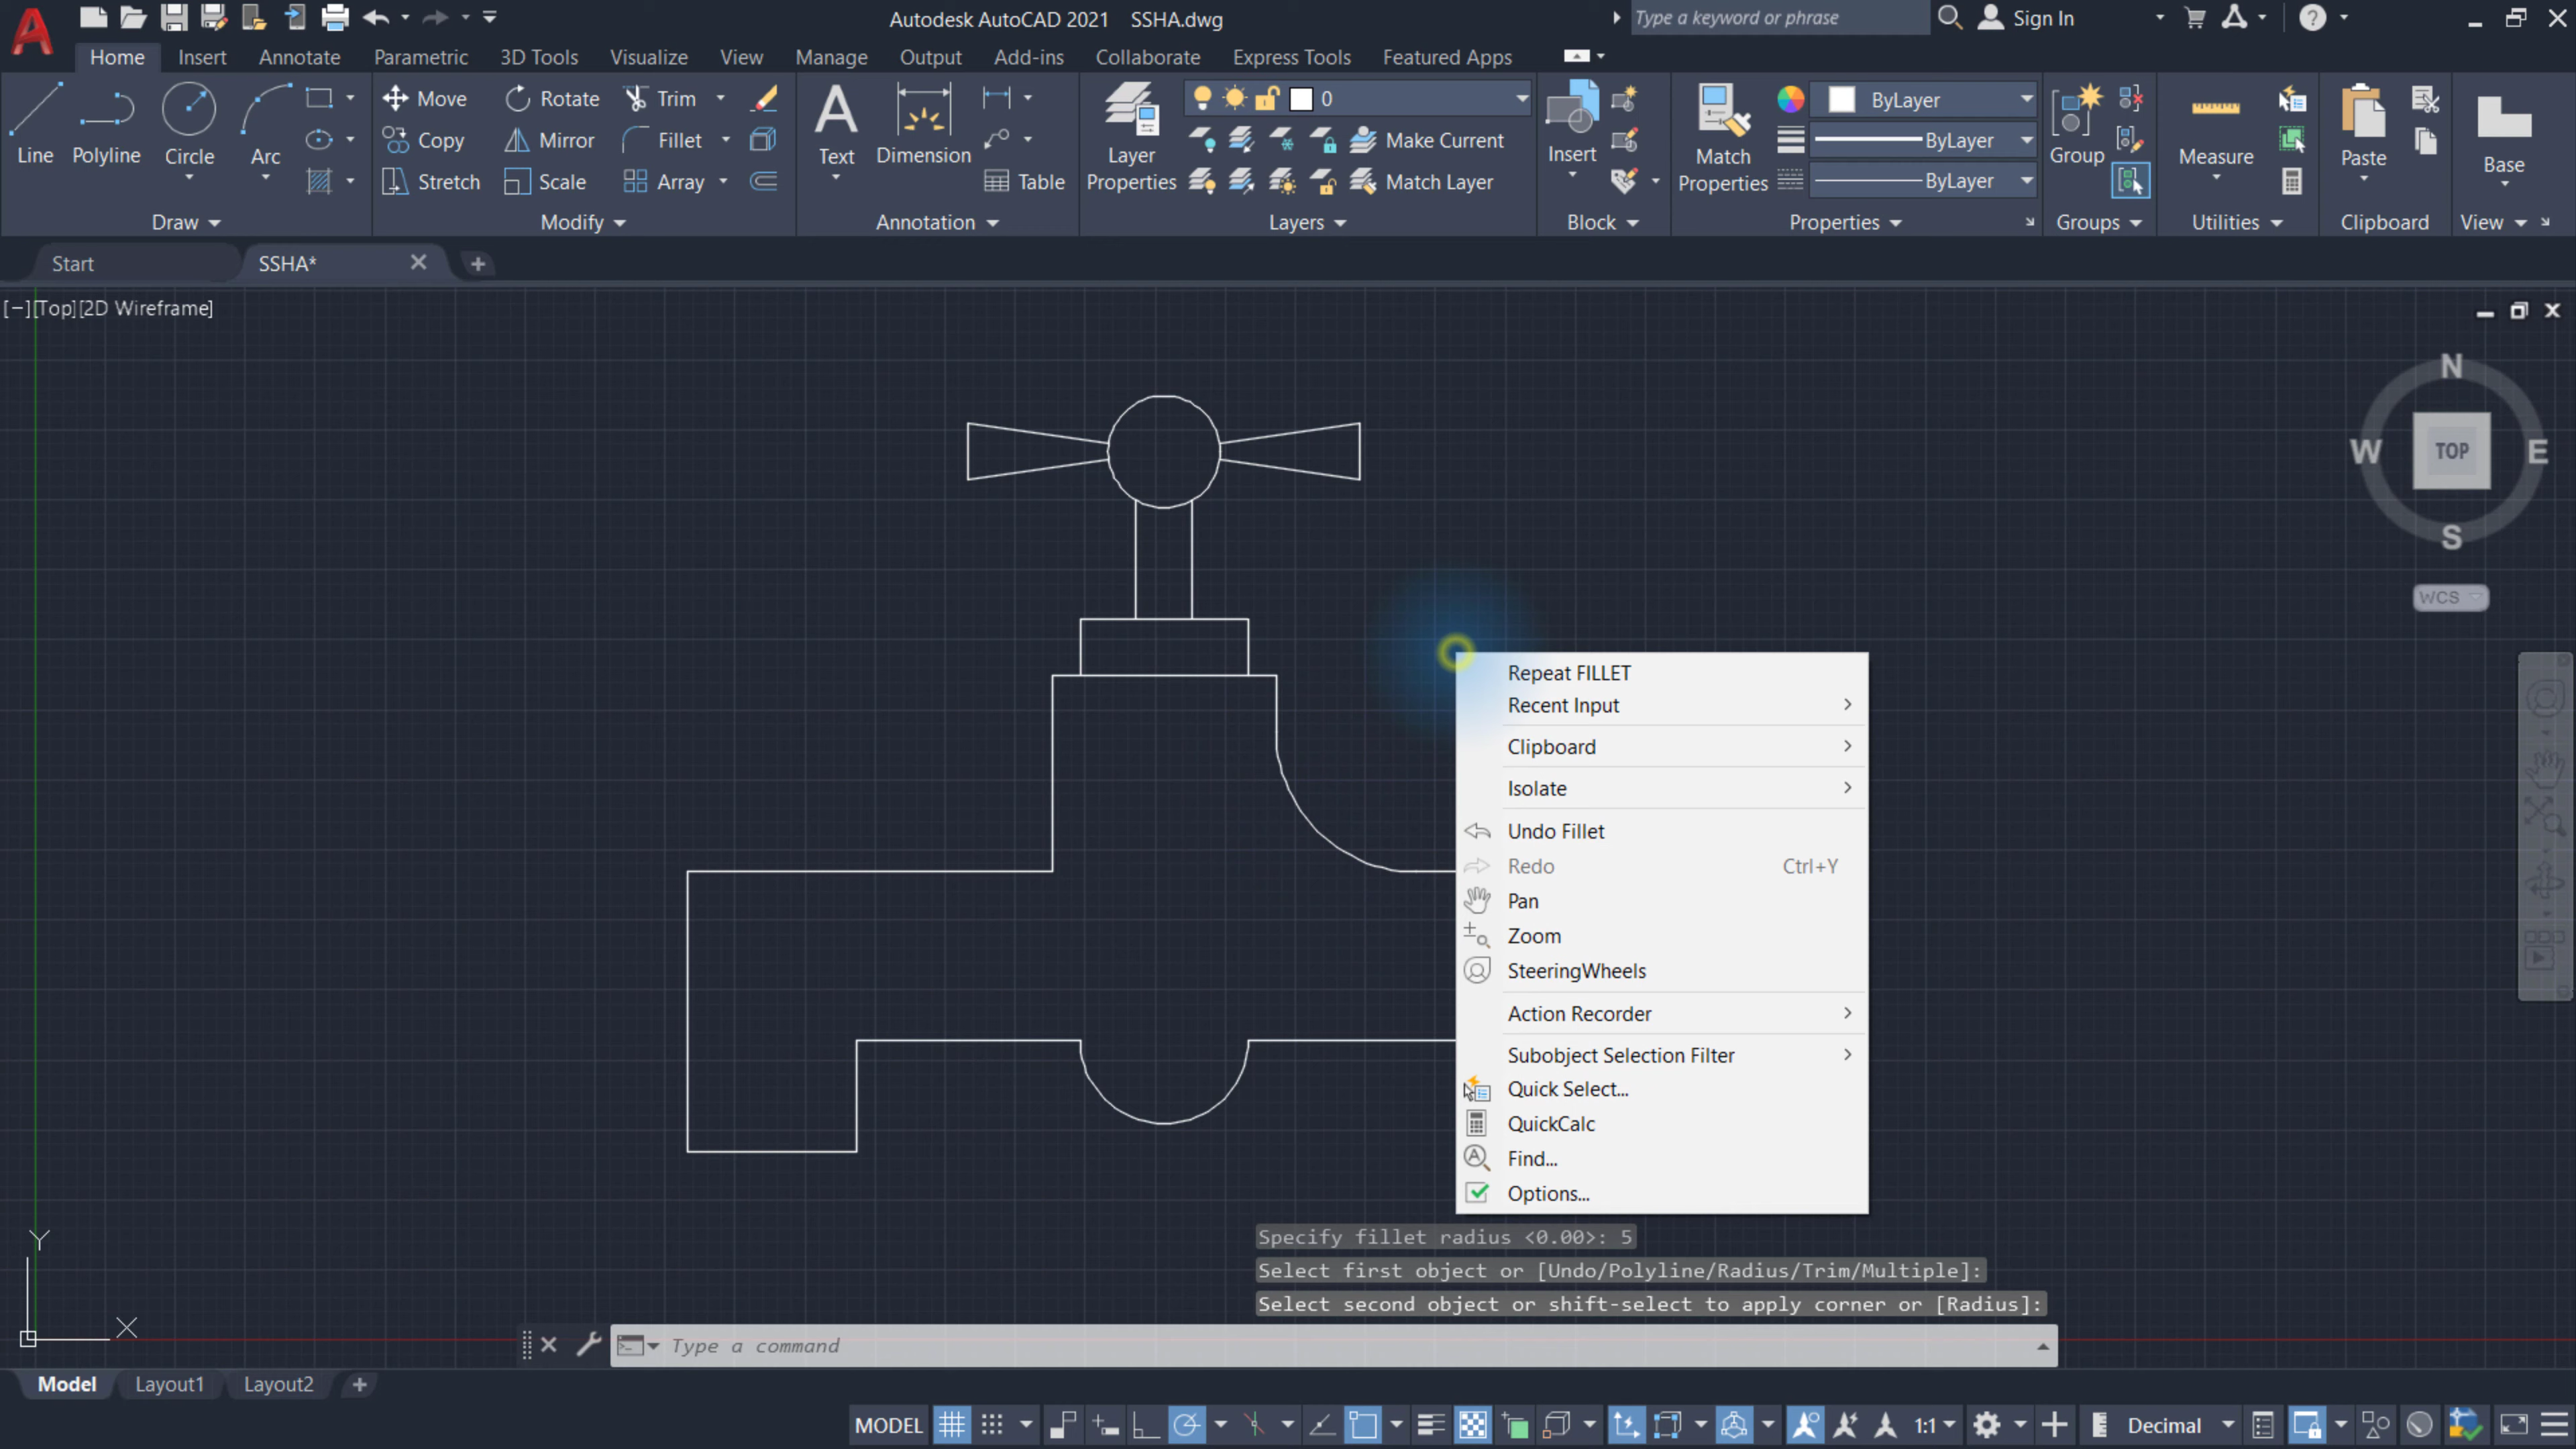 Autodesk AutoCAD 2021 SSHA.dwg
Type a keyword or phrase
Sign In
Home Insert Annotate Parametric 3D Tools Visualize View Manage Output Add-ins Collaborate Express Tools Featured Apps
Line Polyline Circle Arc
Move Rotate Trim
Copy Mirror Fillet
Stretch Scale Array
Text Dimension
Table
Layer Properties
0
Make Current
Match Layer
Insert
Match Properties
ByLayer
ByLayer
ByLayer
Group
Measure
Paste
Base
Draw Modify Annotation Layers Block Properties Groups Utilities Clipboard View
Start SSHA*
[−][Top][2D Wireframe]
N
W TOP E
S
WCS
Repeat FILLET
Recent Input
Clipboard
Isolate
Undo Fillet
Redo Ctrl+Y
Pan
Zoom
SteeringWheels
Action Recorder
Subobject Selection Filter
Quick Select...
QuickCalc
Find...
Options...
Y
X
Specify fillet radius <0.00>: 5
Select first object or [Undo/Polyline/Radius/Trim/Multiple]:
Select second object or shift-select to apply corner or [Radius]:
Type a command
Model Layout1 Layout2
MODEL 1:1 Decimal